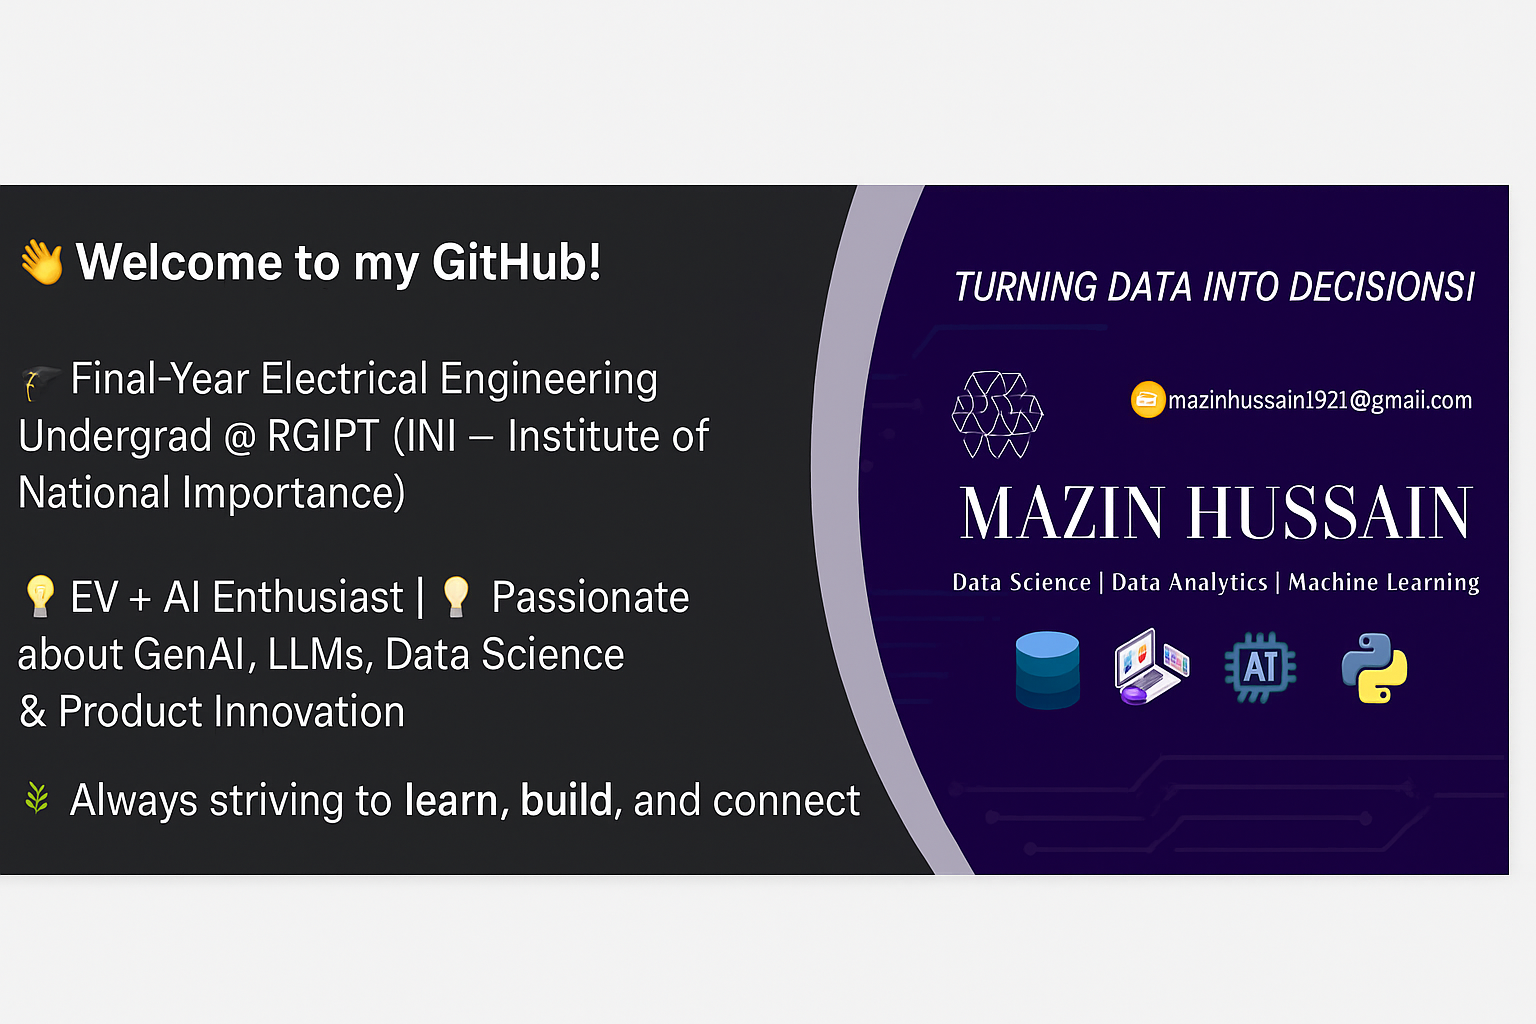 👋 Welcome to my GitHub!
🎓 Final-Year Electrical Engineering
Undergrad @ RGIPT (INI – Institute of
National Importance)
💡 EV + AI Enthusiast | 💡 Passionate
about GenAI, LLMs, Data Science
& Product Innovation
🌿 Always striving to learn, build, and connect
TURNING DATA INTO DECISIONS!
mazinhussain1921@gmaii.com
MAZIN HUSSAIN
Data Science | Data Analytics | Machine Learning
AT